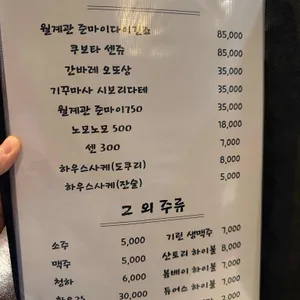 월계관 준마이다이긴죠 85,000
쿠보타 센쥬 85,000
간바레 오또상 35,000
기꾸마사 시보리다테 35,000
월계관 준마이750 35,000
노모노모 500 18,000
센 300 7,000
하우스사케(도쿠리) 8,000
하우스사케(잔술) 5,000
그 외 주류
소주 5,000
맥주 5,000
청하 6,000
30,000
기린 생맥주 7,000
산토리 하이볼 8,000
봄베이 하이볼 7,000
듀어스 하이볼 7,000